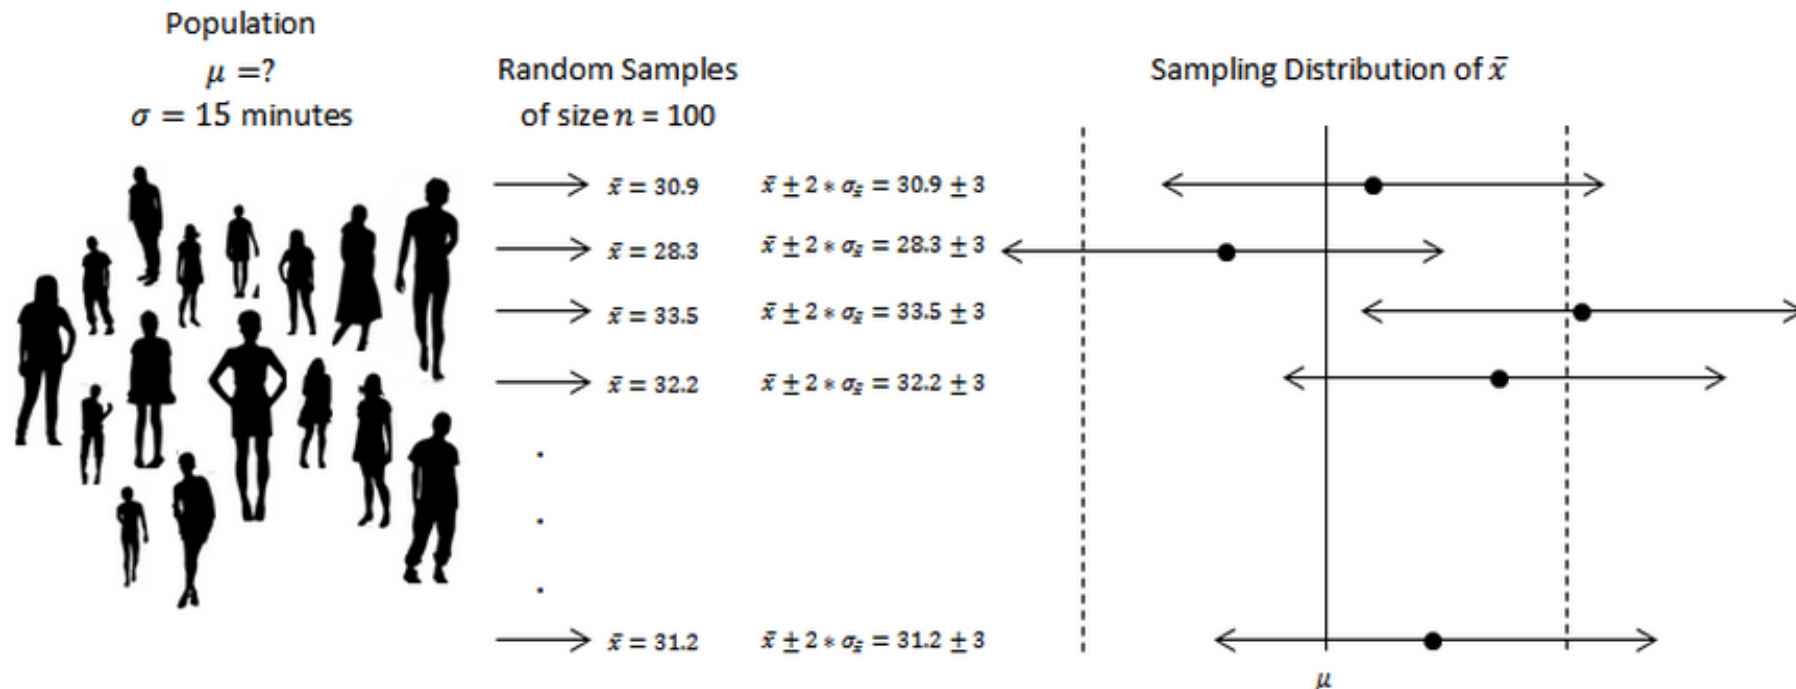 Population
μ =?
σ = 15 minutes
Random Samples
of size n = 100
Sampling Distribution of x̄
x̄ = 30.9 x̄ ± 2 * σx̄ = 30.9 ± 3
x̄ = 28.3 x̄ ± 2 * σx̄ = 28.3 ± 3
x̄ = 33.5 x̄ ± 2 * σx̄ = 33.5 ± 3
x̄ = 32.2 x̄ ± 2 * σx̄ = 32.2 ± 3
.
.
.
x̄ = 31.2 x̄ ± 2 * σx̄ = 31.2 ± 3
μ